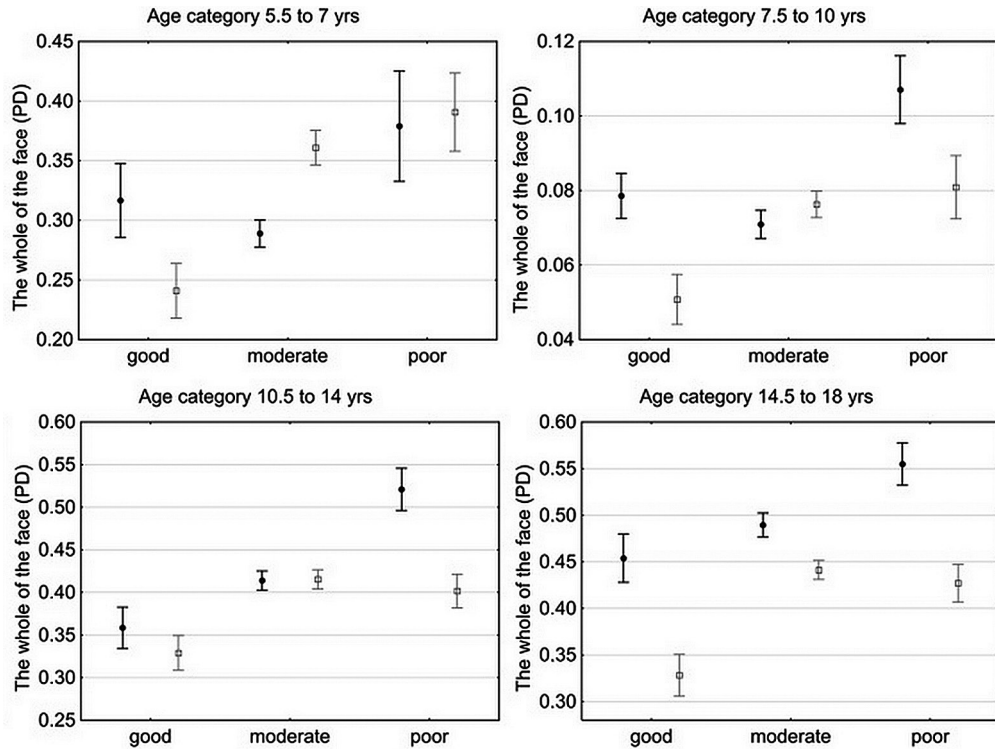 Age category 5.5 to 7 yrs
The whole of the face (PD)
0.45
0.40
0.35
0.30
0.25
0.20
good moderate poor
Age category 7.5 to 10 yrs
The whole of the face (PD)
0.12
0.10
0.08
0.06
0.04
good moderate poor
Age category 10.5 to 14 yrs
The whole of the face (PD)
0.60
0.55
0.50
0.45
0.40
0.35
0.30
0.25
good moderate poor
Age category 14.5 to 18 yrs
The whole of the face (PD)
0.60
0.55
0.50
0.45
0.40
0.35
0.30
good moderate poor